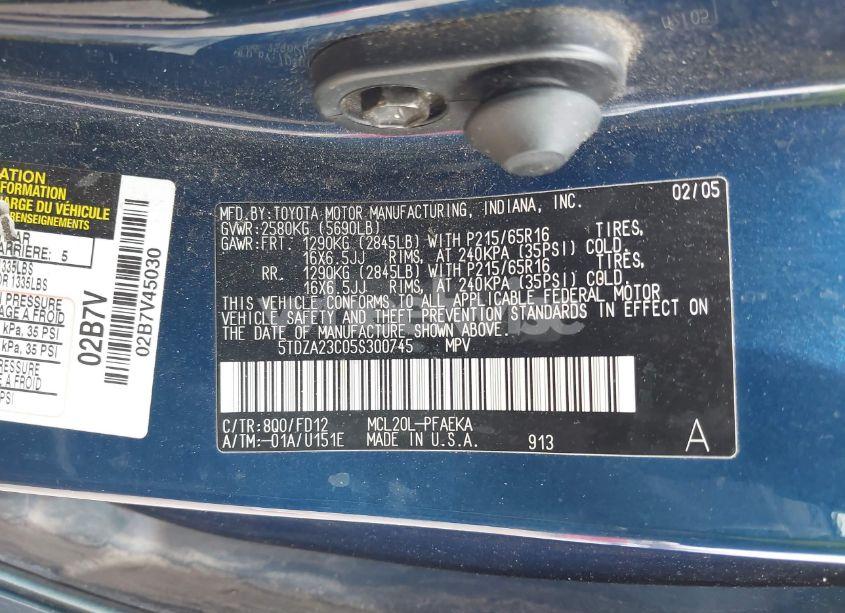 02/05
MFD.BY:TOYOTA MOTOR MANUFACTURING, INDIANA, INC.
GVWR:2580KG (5690LB)
GAWR:FRT. 1290KG (2845LB) WITH P215/65R16 TIRES,
16X6.5JJ RIMS, AT 240KPA (35PSI) COLD.
RR. 1290KG (2845LB) WITH P215/65R16 TIRES,
16X6.5JJ RIMS, AT 240KPA (35PSI) COLD.
THIS VEHICLE CONFORMS TO ALL APPLICABLE FEDERAL MOTOR
VEHICLE SAFETY AND THEFT PREVENTION STANDARDS IN EFFECT ON
THE DATE OF MANUFACTURE SHOWN ABOVE.
5TDZA23C05S300745 MPV
C/TR:8Q0/FD12 MCL20L-PFAEKA
A/TM:-01A/U151E MADE IN U.S.A. 913 A
FORMATION
CHARGE DU VÉHICULE
RENSEIGNEMENTS
5
1335LBS
PRESSURE
A FROID
kPa, 35 PSI
kPa, 35 PSI
PSI
02B7V
02B7V45030